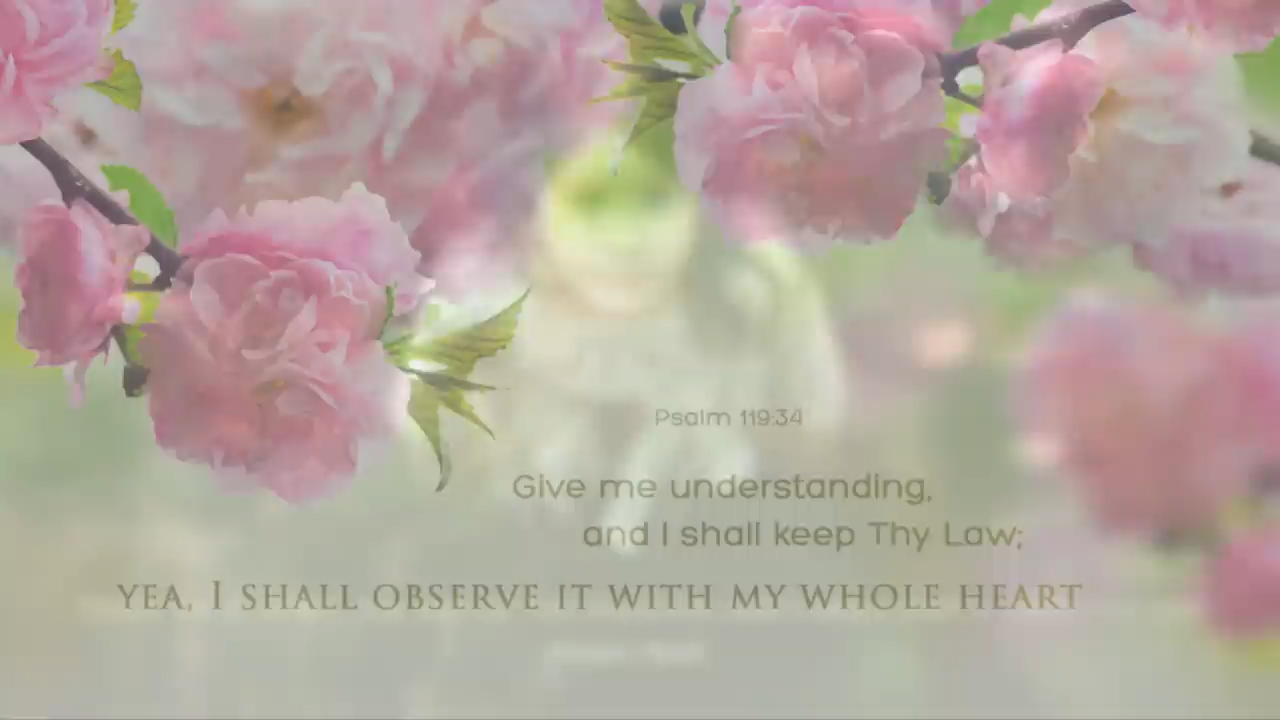 Psalm 119:34
Give me understanding,
and I shall keep Thy Law;
YEA, I SHALL OBSERVE IT WITH MY WHOLE HEART